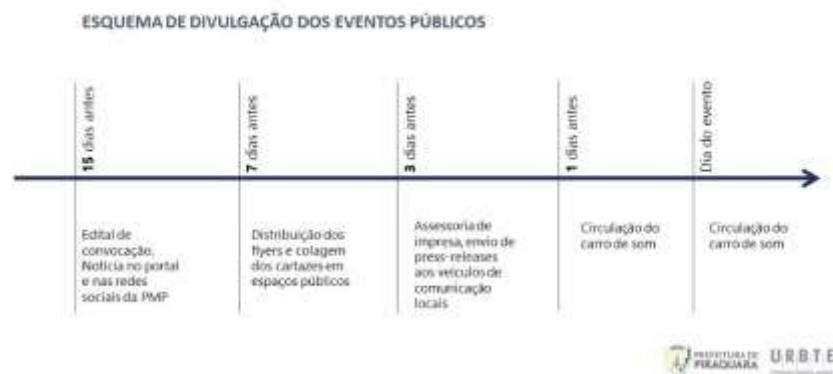 ESQUEMA DE DIVULGAÇÃO DOS EVENTOS PÚBLICOS
15 dias antes
7 dias antes
3 dias antes
1 dias antes
Dia do evento
Edital de
convocação,
Notícia no portal
e nas redes
sociais da PMP
Distribuição dos
flyers e colagem
dos cartazes em
espaços públicos
Assessoria de
impresa, envio de
press-releases
aos veículos de
comunicação
locais
Circulação do
carro de som
Circulação do
carro de som
PREFEITURA DE
PIRAQUARA
URBTE